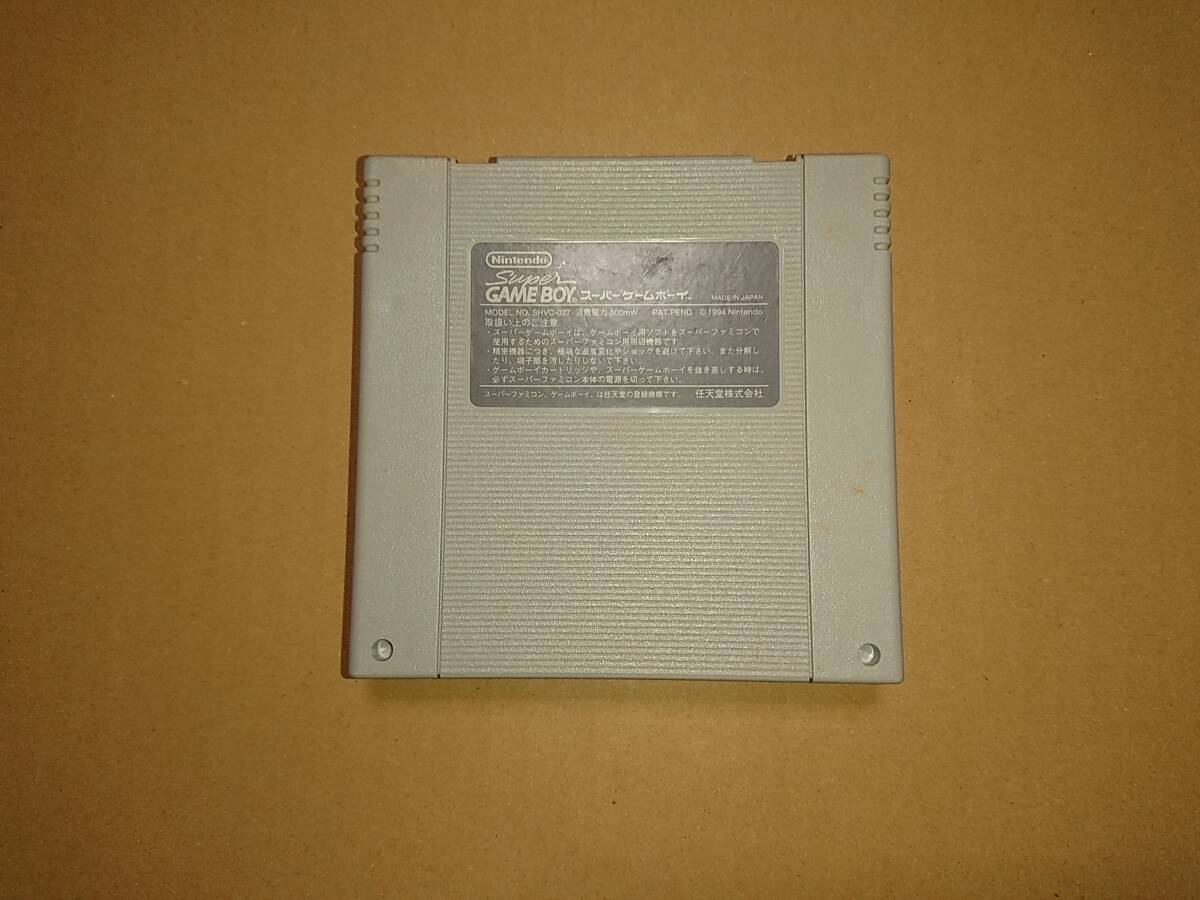 Nintendo
Super
GAME BOY® スーパーゲームボーイ™ MADE IN JAPAN
MODEL NO. SHVC-027 消費電力 600mW PAT.PEND © 1994 Nintendo
取扱い上のご注意
・スーパーゲームボーイは、ゲームボーイ用ソフトをスーパーファミコンで
使用するためのスーパーファミコン用周辺機器です。
・精密機器につき、極端な温度変化やショックを避けて下さい。また分解し
たり、端子部を汚したりしないで下さい。
・ゲームボーイカートリッジや、スーパーゲームボーイを抜き差しする時は、
必ずスーパーファミコン本体の電源を切って下さい。
スーパーファミコン、ゲームボーイ、は任天堂の登録商標です。 任天堂株式会社